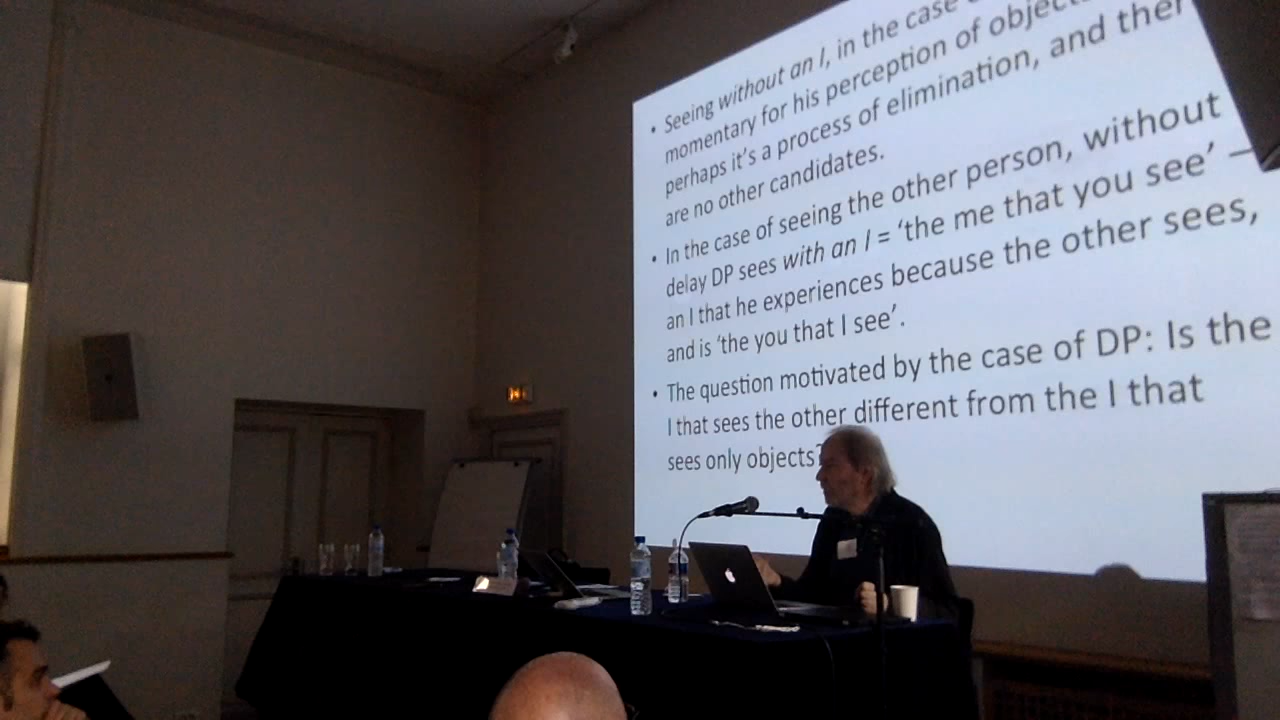 • Seeing without an I, in the case
momentary for his perception of objec
perhaps it's a process of elimination, and ther
are no other candidates.
• In the case of seeing the other person, without
delay DP sees with an I = ‘the me that you see’ –
an I that he experiences because the other sees,
and is ‘the you that I see’.
• The question motivated by the case of DP: Is the
I that sees the other different from the I that
sees only objects?